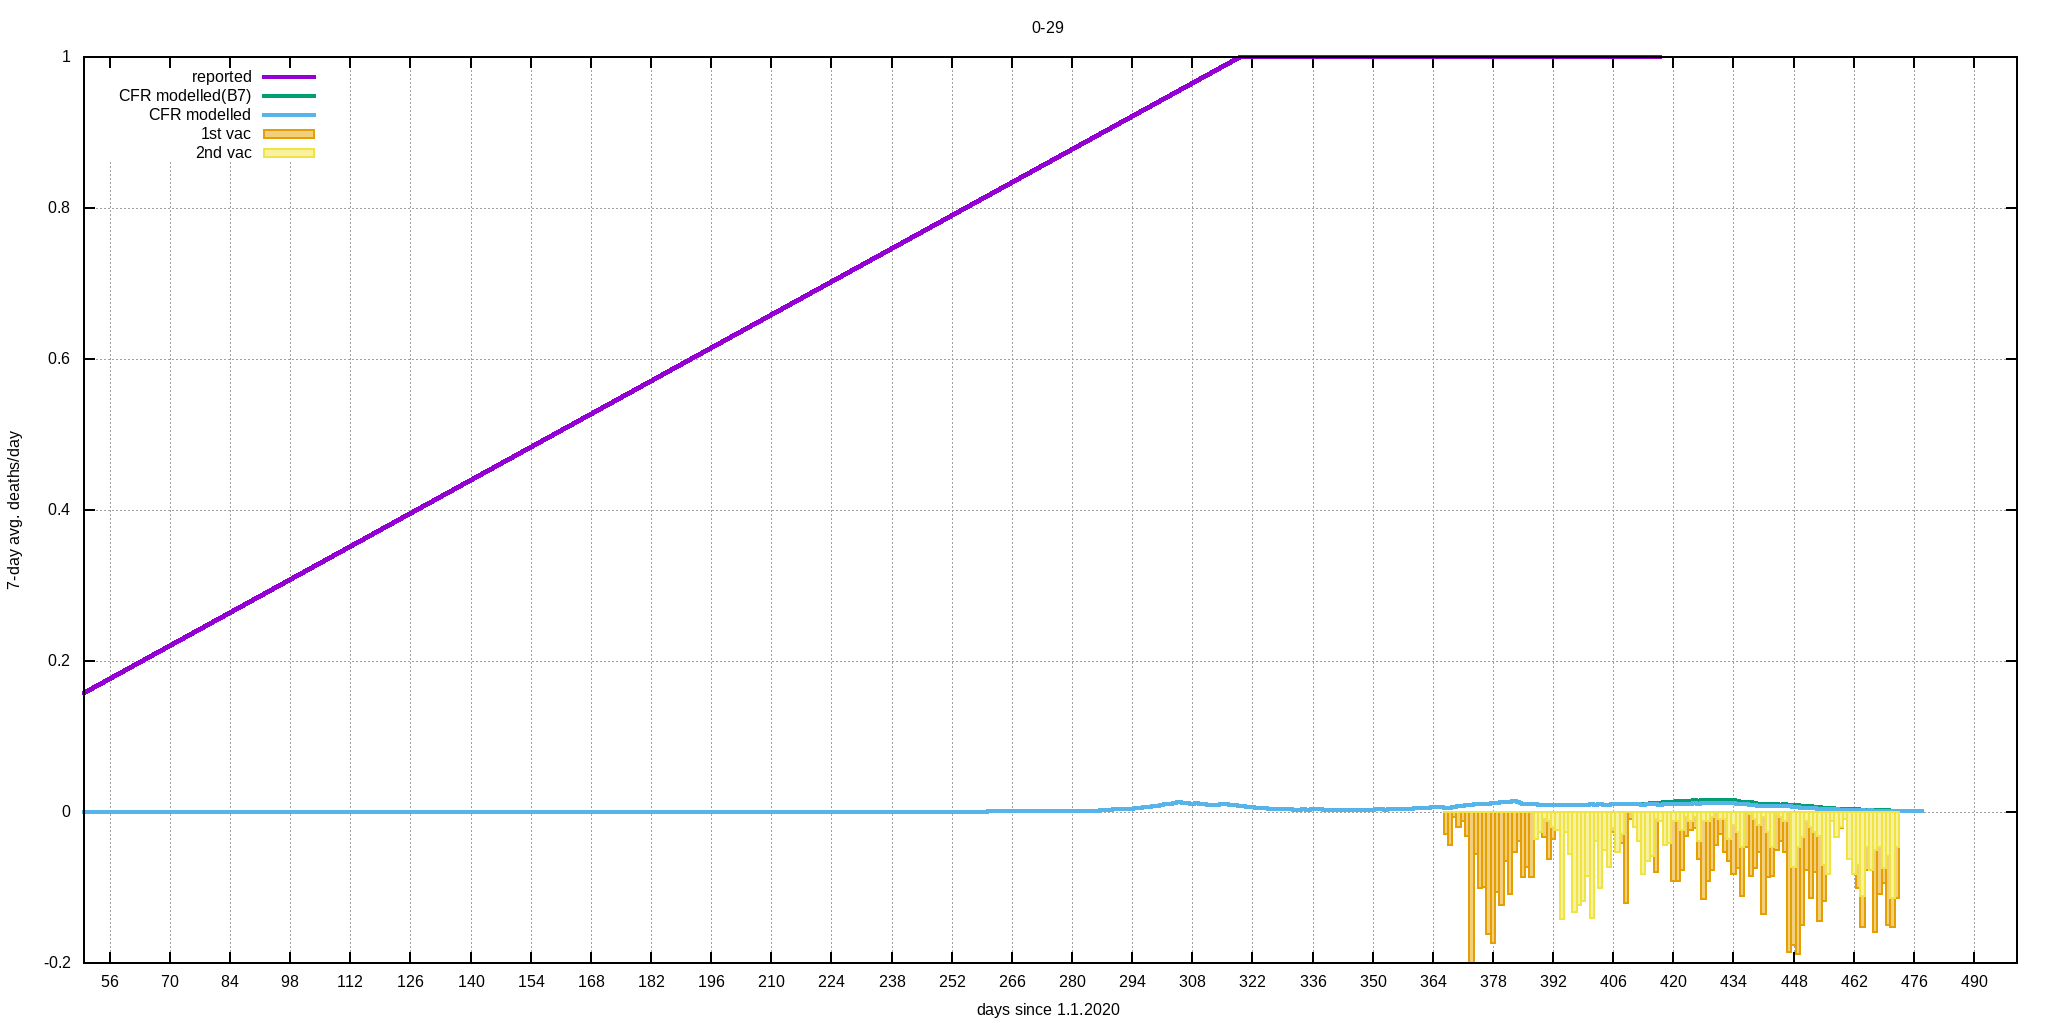 0-29
1
reported
CFR modelled(B7)
CFR modelled
1st vac
2nd vac
0.8
0.6
0.4
0.2
0
-0.2
7-day avg. deaths/day
56 70 84 98 112 126 140 154 168 182 196 210 224 238 252 266 280 294 308 322 336 350 364 378 392 406 420 434 448 462 476 490
days since 1.1.2020